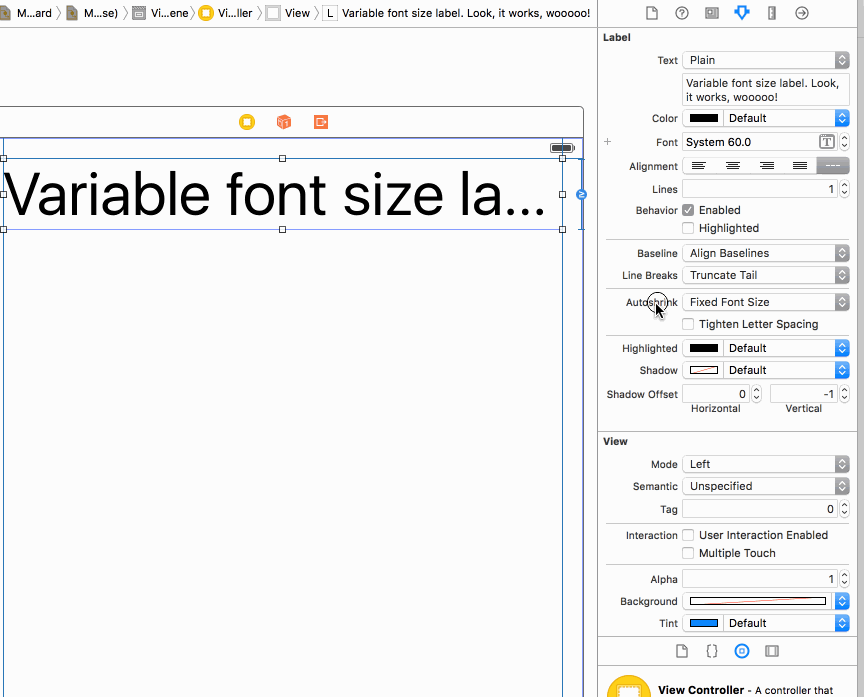 M...ard
M...se)
Vi...ene
Vi...ller
View
L Variable font size label. Look, it works, wooooo!
Variable font size la...
Label
Text Plain
Variable font size label. Look,
it works, wooooo!
Color Default
+ Font System 60.0 T
Alignment ---
Lines 1
Behavior Enabled
Highlighted
Baseline Align Baselines
Line Breaks Truncate Tail
Autoshrink Fixed Font Size
Tighten Letter Spacing
Highlighted Default
Shadow Default
Shadow Offset 0 -1
Horizontal Vertical
View
Mode Left
Semantic Unspecified
Tag 0
Interaction User Interaction Enabled
Multiple Touch
Alpha 1
Background
Tint Default
{}
View Controller - A controller that